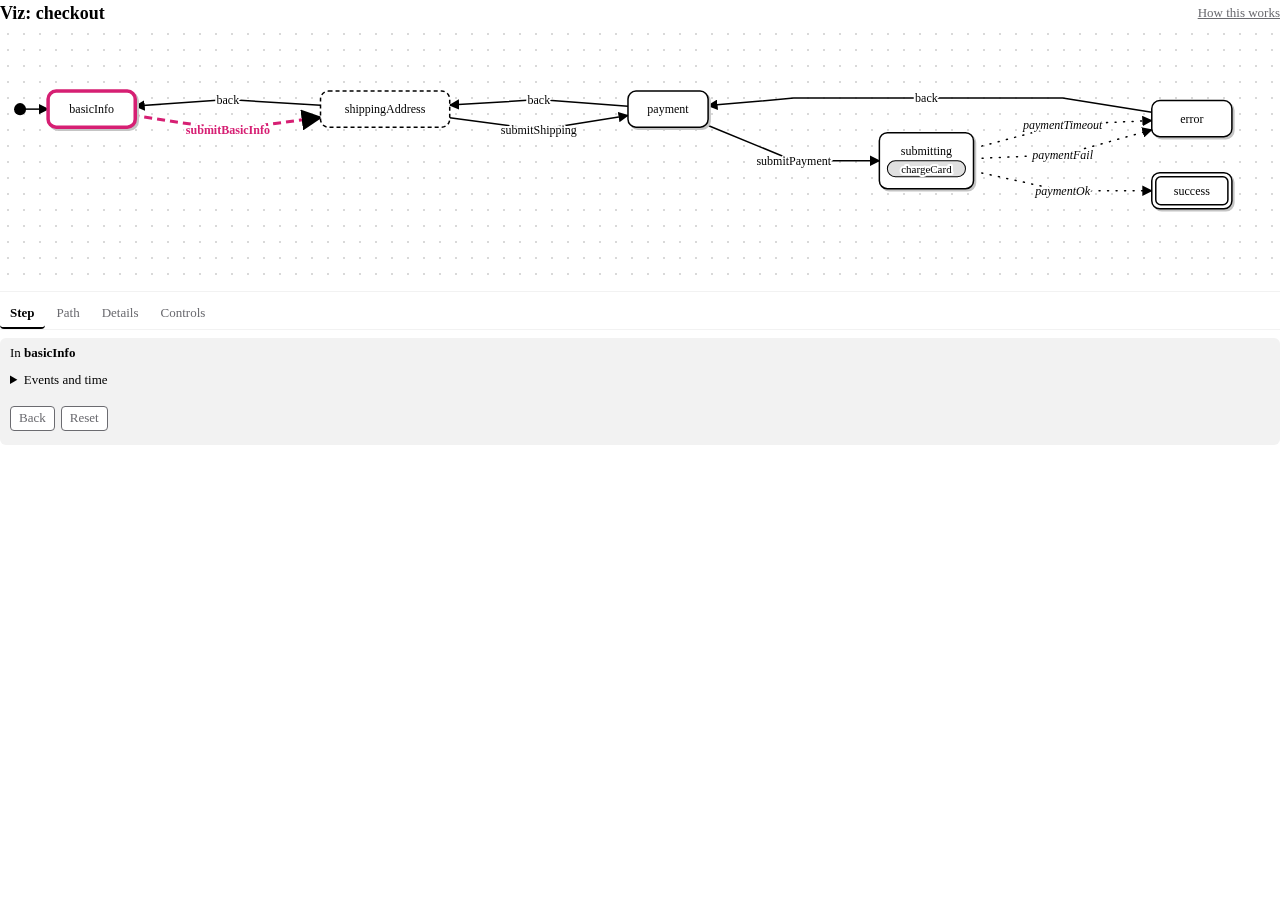 Viz: checkout
How this works
basicInfo
back
submitBasicInfo
shippingAddress
back
submitShipping
payment
back
submitPayment
submitting
chargeCard
paymentTimeout
paymentFail
paymentOk
error
success
Step Path Details Controls
In basicInfo
Events and time
Back Reset